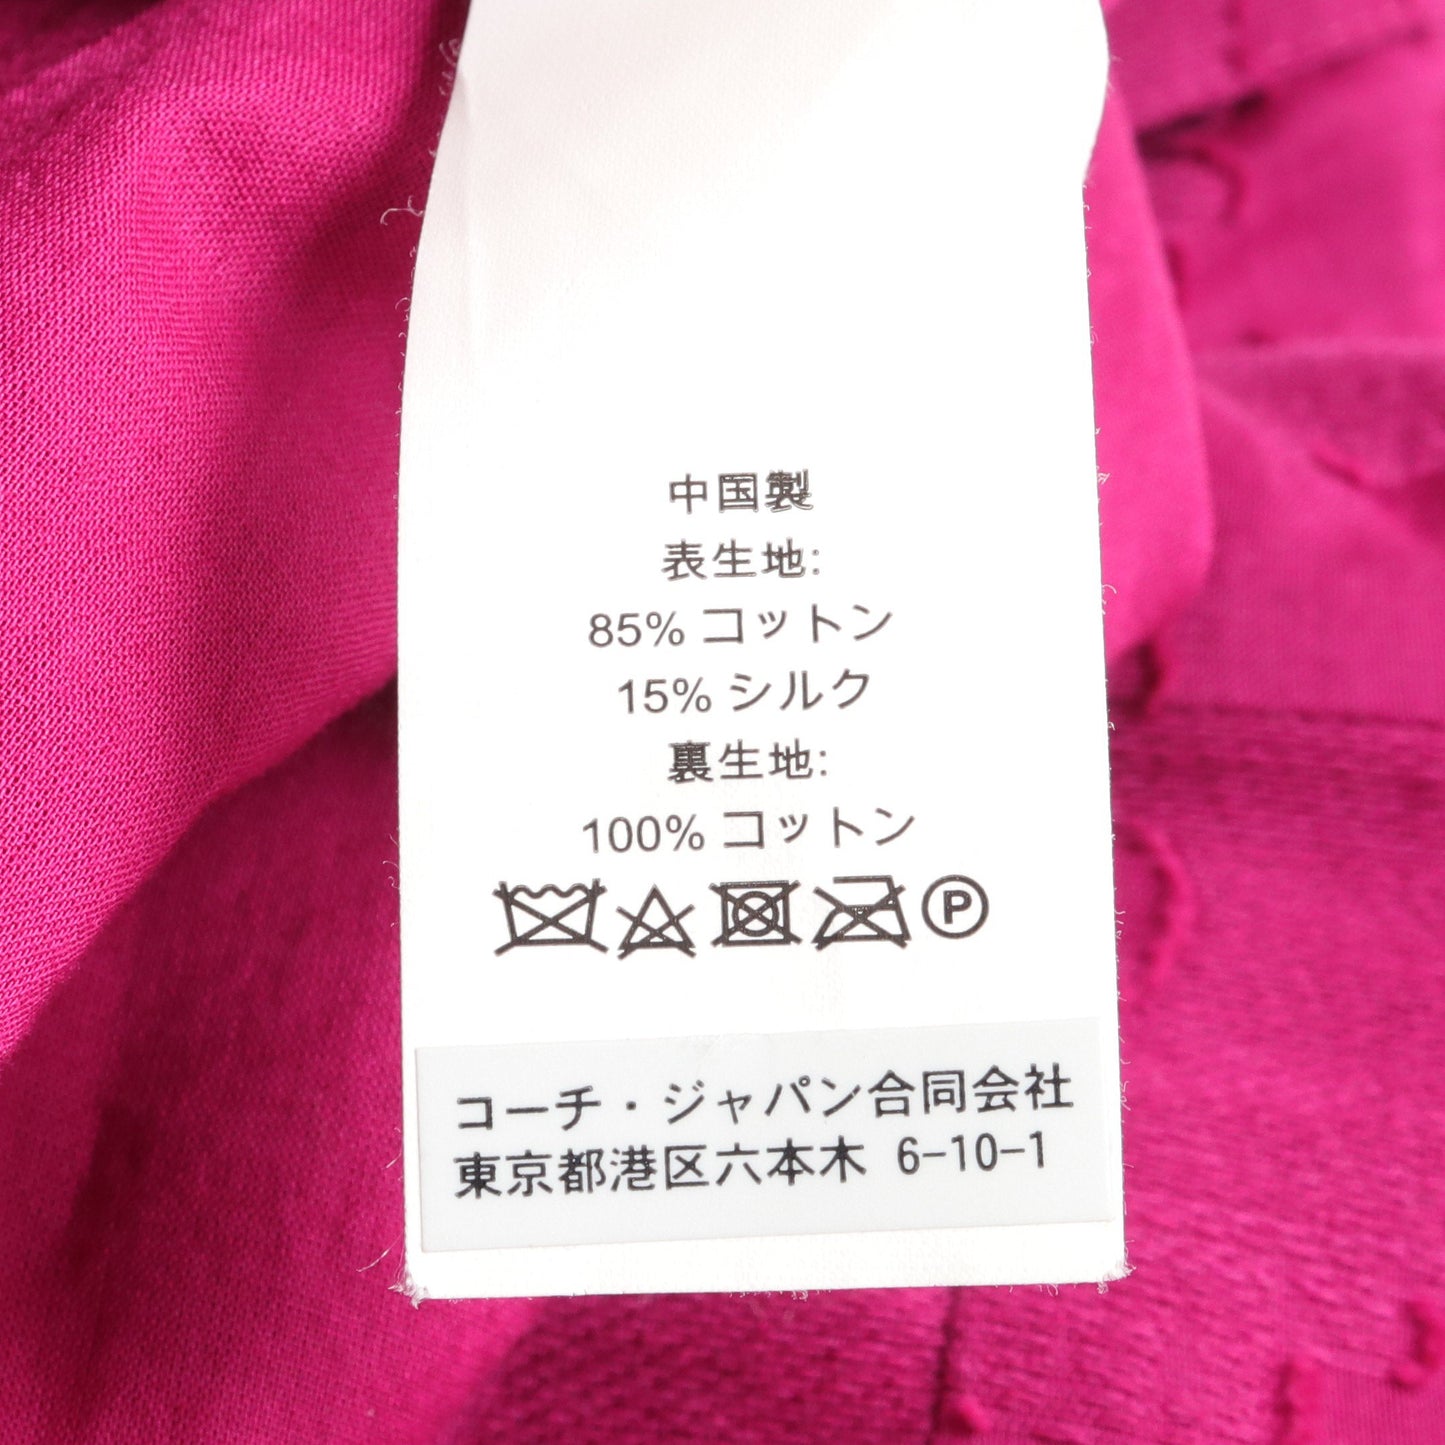 中国製
表生地:
85% コットン
15% シルク
裏生地:
100% コットン
P
コーチ・ジャパン合同会社
東京都港区六本木 6-10-1